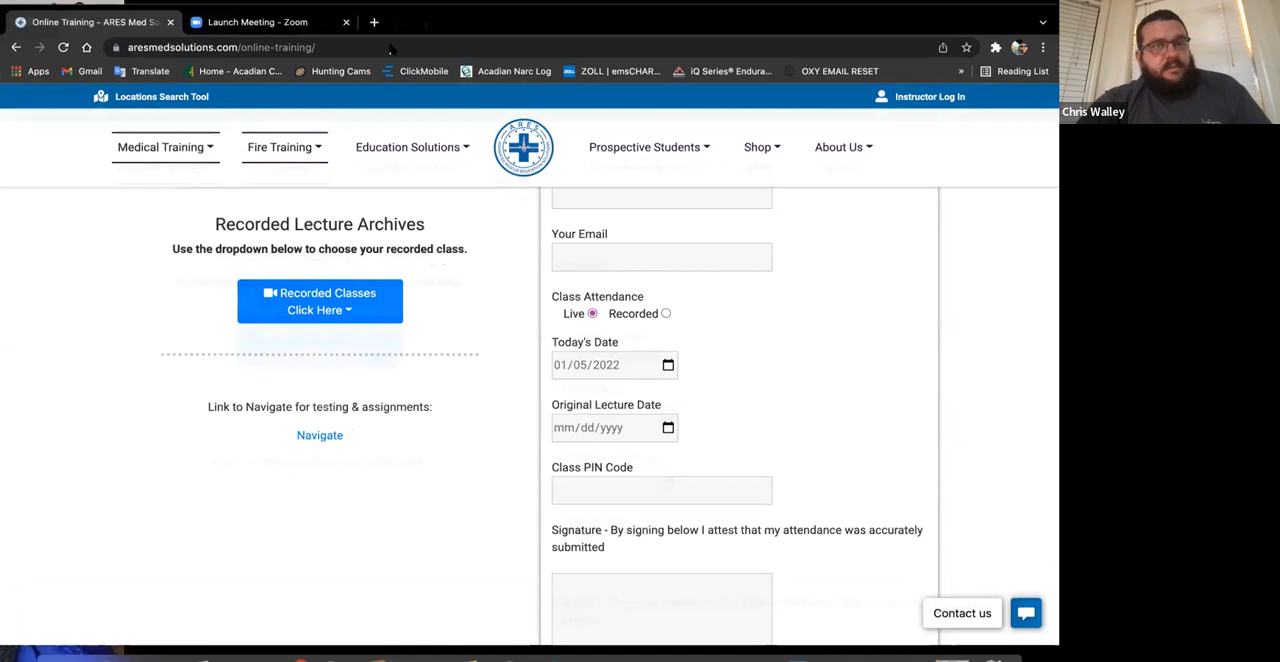 Online Training - ARES Med So
Launch Meeting - Zoom
aresmedsolutions.com/online-training/
Apps
Gmail
Translate
Home - Acadian C...
Hunting Cams
ClickMobile
Acadian Narc Log
ZOLL | emsCHAR...
iQ Series® Endura...
OXY EMAIL RESET
»
Reading List
Locations Search Tool
Instructor Log In
Medical Training
Fire Training
Education Solutions
ARES
Prospective Students
Shop
About Us
Chris Walley
Recorded Lecture Archives
Use the dropdown below to choose your recorded class.
Recorded Classes
Click Here
Link to Navigate for testing & assignments:
Navigate
Your Email
Class Attendance
Live Recorded
Today's Date
01/05/2022
Original Lecture Date
mm/dd/yyyy
Class PIN Code
Signature - By signing below I attest that my attendance was accurately
submitted
Contact us